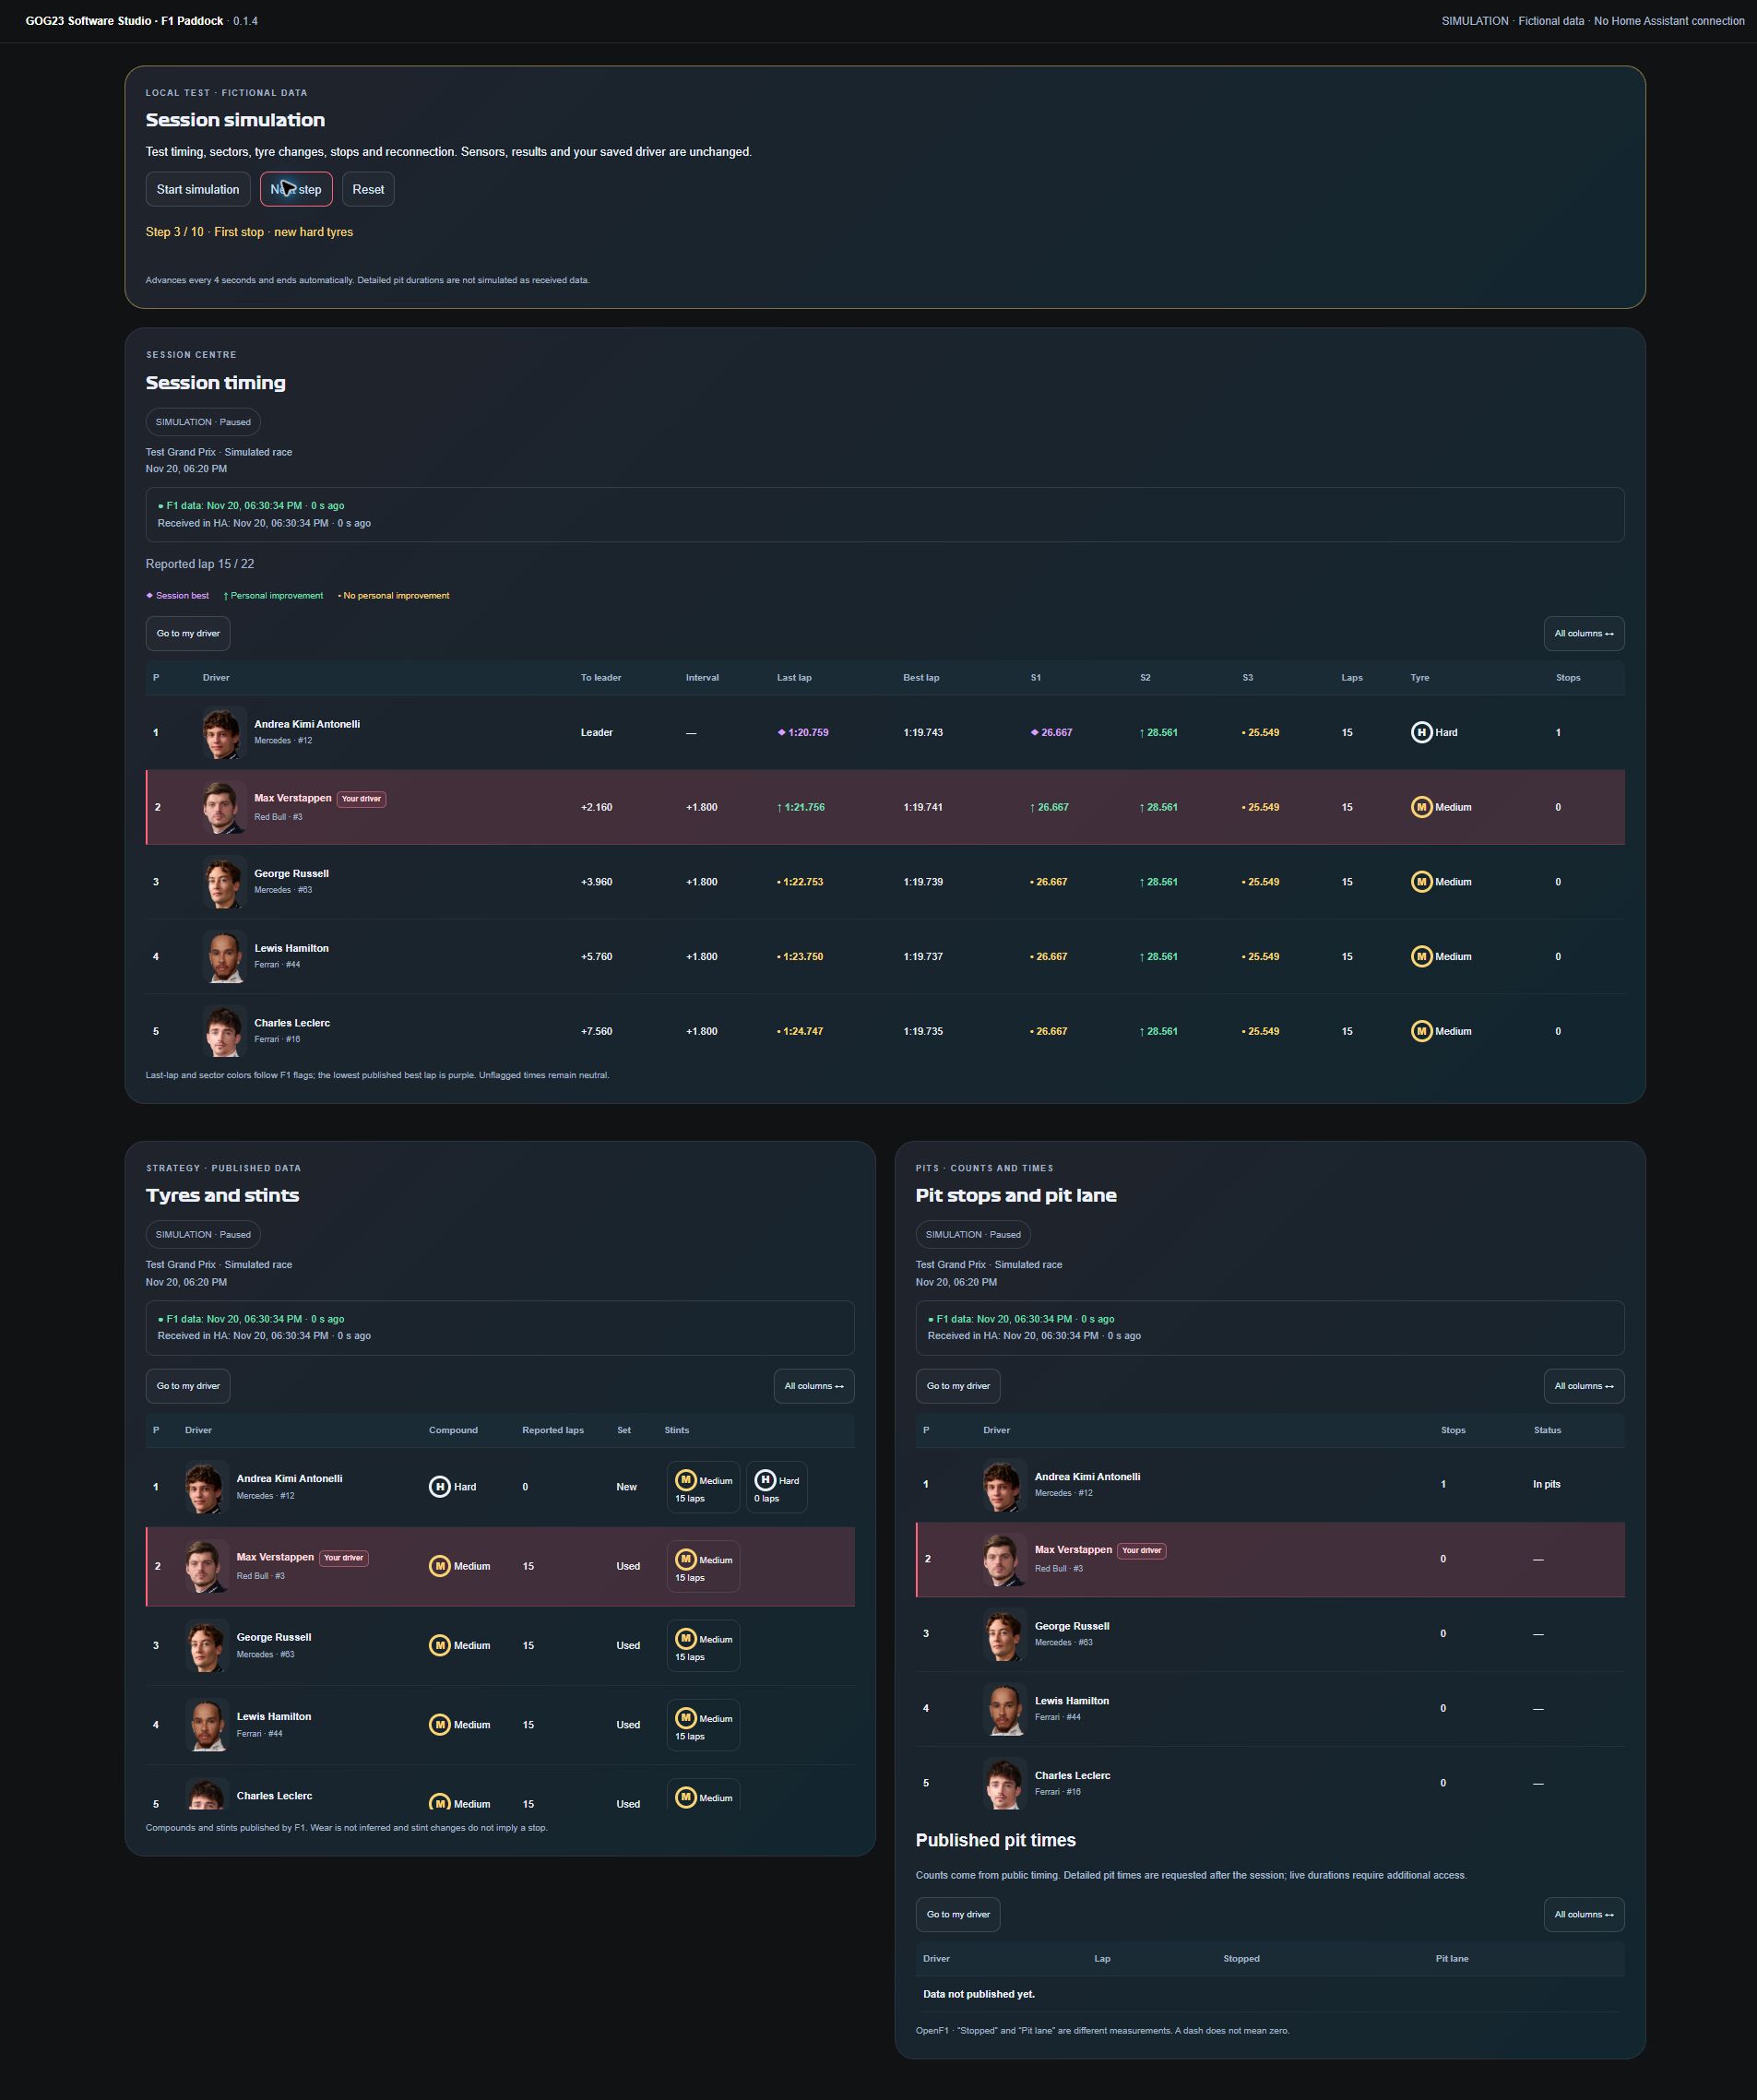 GOG23 Software Studio · F1 Paddock · 0.1.4
SIMULATION · Fictional data · No Home Assistant connection
LOCAL TEST · FICTIONAL DATA
Session simulation
Test timing, sectors, tyre changes, stops and reconnection. Sensors, results and your saved driver are unchanged.
Start simulation
step
Reset
Step 3 / 10 · First stop · new hard tyres
Advances every 4 seconds and ends automatically. Detailed pit durations are not simulated as received data.
SESSION CENTRE
Session timing
SIMULATION · Paused
Test Grand Prix · Simulated race
Nov 20, 06:20 PM
● F1 data: Nov 20, 06:30:34 PM · 0 s ago
Received in HA: Nov 20, 06:30:34 PM · 0 s ago
Reported lap 15 / 22
◆ Session best ↑ Personal improvement • No personal improvement
Go to my driver
All columns ↔
P Driver To leader Interval Last lap Best lap S1 S2 S3 Laps Tyre Stops
1 Andrea Kimi Antonelli Leader — ◆ 1:20.759 1:19.743 ◆ 26.667 ↑ 28.561 • 25.549 15 H Hard 1
Mercedes · #12
2 Max Verstappen Your driver +2.160 +1.800 ↑ 1:21.756 1:19.741 ↑ 26.667 ↑ 28.561 • 25.549 15 M Medium 0
Red Bull · #3
3 George Russell +3.960 +1.800 • 1:22.753 1:19.739 • 26.667 ↑ 28.561 • 25.549 15 M Medium 0
Mercedes · #63
4 Lewis Hamilton +5.760 +1.800 • 1:23.750 1:19.737 • 26.667 ↑ 28.561 • 25.549 15 M Medium 0
Ferrari · #44
5 Charles Leclerc +7.560 +1.800 • 1:24.747 1:19.735 • 26.667 ↑ 28.561 • 25.549 15 M Medium 0
Ferrari · #16
Last-lap and sector colors follow F1 flags; the lowest published best lap is purple. Unflagged times remain neutral.
STRATEGY · PUBLISHED DATA
Tyres and stints
SIMULATION · Paused
Test Grand Prix · Simulated race
Nov 20, 06:20 PM
● F1 data: Nov 20, 06:30:34 PM · 0 s ago
Received in HA: Nov 20, 06:30:34 PM · 0 s ago
Go to my driver
All columns ↔
P Driver Compound Reported laps Set Stints
1 Andrea Kimi Antonelli H Hard 0 New M Medium H Hard
Mercedes · #12 15 laps 0 laps
2 Max Verstappen Your driver M Medium 15 Used M Medium
Red Bull · #3 15 laps
3 George Russell M Medium 15 Used M Medium
Mercedes · #63 15 laps
4 Lewis Hamilton M Medium 15 Used M Medium
Ferrari · #44 15 laps
5 Charles Leclerc M Medium 15 Used M Medium
Compounds and stints published by F1. Wear is not inferred and stint changes do not imply a stop.
PITS · COUNTS AND TIMES
Pit stops and pit lane
SIMULATION · Paused
Test Grand Prix · Simulated race
Nov 20, 06:20 PM
● F1 data: Nov 20, 06:30:34 PM · 0 s ago
Received in HA: Nov 20, 06:30:34 PM · 0 s ago
Go to my driver
All columns ↔
P Driver Stops Status
1 Andrea Kimi Antonelli 1 In pits
Mercedes · #12
2 Max Verstappen Your driver 0 —
Red Bull · #3
3 George Russell 0 —
Mercedes · #63
4 Lewis Hamilton 0 —
Ferrari · #44
5 Charles Leclerc 0 —
Ferrari · #16
Published pit times
Counts come from public timing. Detailed pit times are requested after the session; live durations require additional access.
Go to my driver
All columns ↔
Driver Lap Stopped Pit lane
Data not published yet.
OpenF1 · "Stopped" and "Pit lane" are different measurements. A dash does not mean zero.